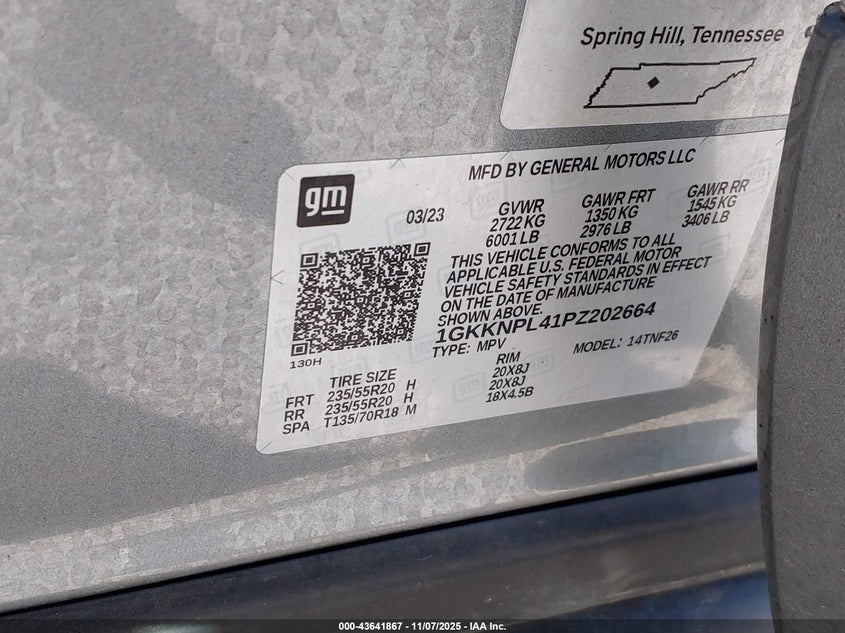 Spring Hill, Tennessee
gm
MFD BY GENERAL MOTORS LLC
03/23
GVWR GAWR FRT GAWR RR
2722 KG 1350 KG 1545 KG
6001 LB 2976 LB 3406 LB
THIS VEHICLE CONFORMS TO ALL
APPLICABLE U.S. FEDERAL MOTOR
VEHICLE SAFETY STANDARDS IN EFFECT
ON THE DATE OF MANUFACTURE
SHOWN ABOVE.
1GKKNPL41PZ202664
TYPE: MPV MODEL: 14TNF26
130H
TIRE SIZE RIM
FRT 235/55R20 H 20X8J
RR 235/55R20 H 20X8J
SPA T135/70R18 M 18X4.5B
000-43641867 - 11/07/2025 - IAA Inc.